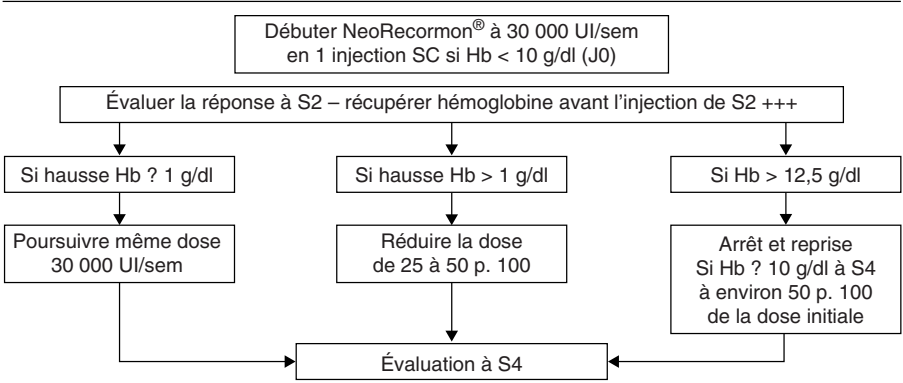 Débuter NeoRecormon® à 30 000 UI/sem
en 1 injection SC si Hb < 10 g/dl (J0)
Évaluer la réponse à S2 – récupérer hémoglobine avant l'injection de S2 +++
Si hausse Hb ? 1 g/dl
Si hausse Hb > 1 g/dl
Si Hb > 12,5 g/dl
Poursuivre même dose
30 000 UI/sem
Réduire la dose
de 25 à 50 p. 100
Arrêt et reprise
Si Hb ? 10 g/dl à S4
à environ 50 p. 100
de la dose initiale
Évaluation à S4